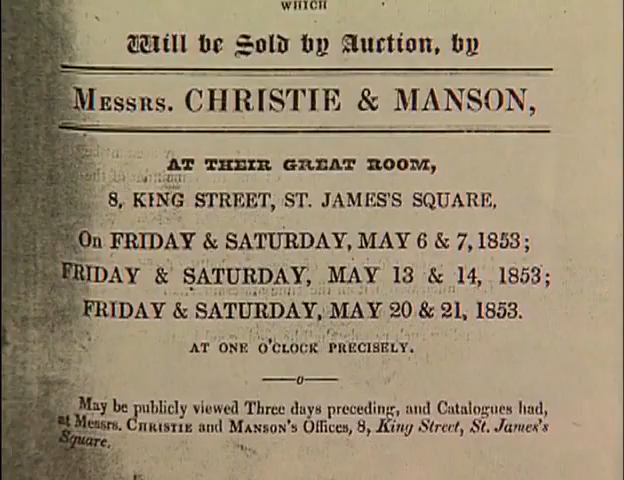 WHICH
Will be Sold by Auction, by
MESSRS. CHRISTIE & MANSON,
AT THEIR GREAT ROOM,
8, KING STREET, ST. JAMES'S SQUARE,
On FRIDAY & SATURDAY, MAY 6 & 7, 1853;
FRIDAY & SATURDAY, MAY 13 & 14, 1853;
FRIDAY & SATURDAY, MAY 20 & 21, 1853.
AT ONE O'CLOCK PRECISELY.
May be publicly viewed Three days preceding, and Catalogues had,
at Messrs. CHRISTIE and MANSON'S Offices, 8, King Street, St. James's
Square.